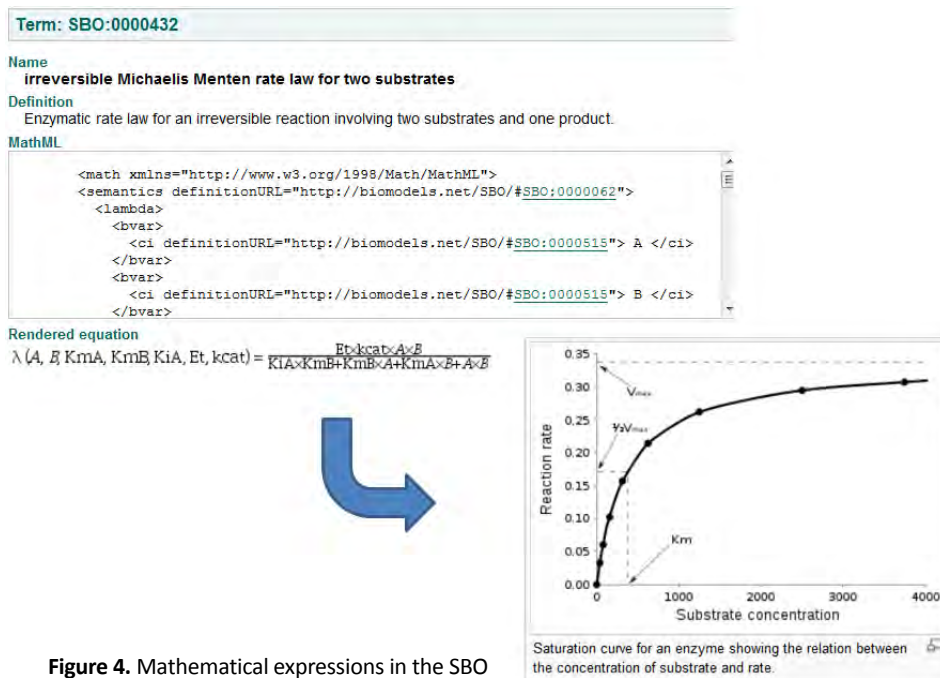 Term: SBO:0000432
Name
irreversible Michaelis Menten rate law for two substrates
Definition
Enzymatic rate law for an irreversible reaction involving two substrates and one product.
MathML
<math xmlns="http://www.w3.org/1998/Math/MathML">
<semantics definitionURL="http://biomodels.net/SBO/#SBO:0000062">
<lambda>
<bvar>
<ci definitionURL="http://biomodels.net/SBO/#SBO:0000515"> A </ci>
</bvar>
<bvar>
<ci definitionURL="http://biomodels.net/SBO/#SBO:0000515"> B </ci>
</bvar>
Rendered equation
λ (A, B, KmA, KmB, KiA, Et, kcat) = Et×kcat×A×B
KiA×KmB+KmB×A+KmA×B+A×B
0.35
0.30
0.25
0.20
0.15
0.10
0.05
0.00
Reaction rate
Vmax
½Vmax
Km
0
1000
2000
3000
4000
Substrate concentration
Saturation curve for an enzyme showing the relation between
the concentration of substrate and rate.
Figure 4. Mathematical expressions in the SBO